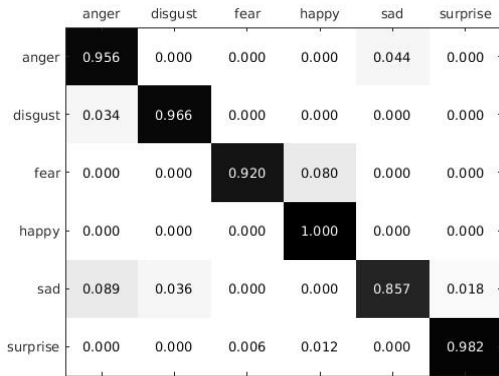 anger disgust fear happy sad surprise
anger 0.956 0.000 0.000 0.000 0.044 0.000
disgust 0.034 0.966 0.000 0.000 0.000 0.000
fear 0.000 0.000 0.920 0.080 0.000 0.000
happy 0.000 0.000 0.000 1.000 0.000 0.000
sad 0.089 0.036 0.000 0.000 0.857 0.018
surprise 0.000 0.000 0.006 0.012 0.000 0.982